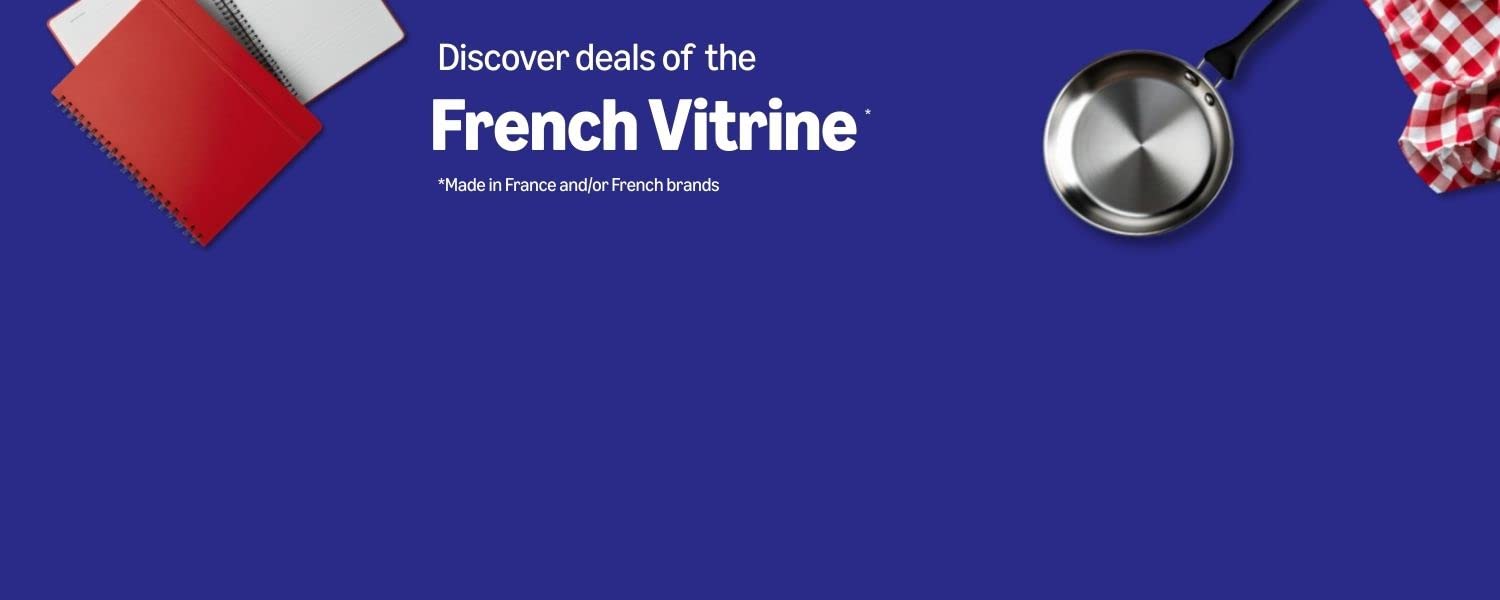 Discover deals of the
French Vitrine*
*Made in France and/or French brands